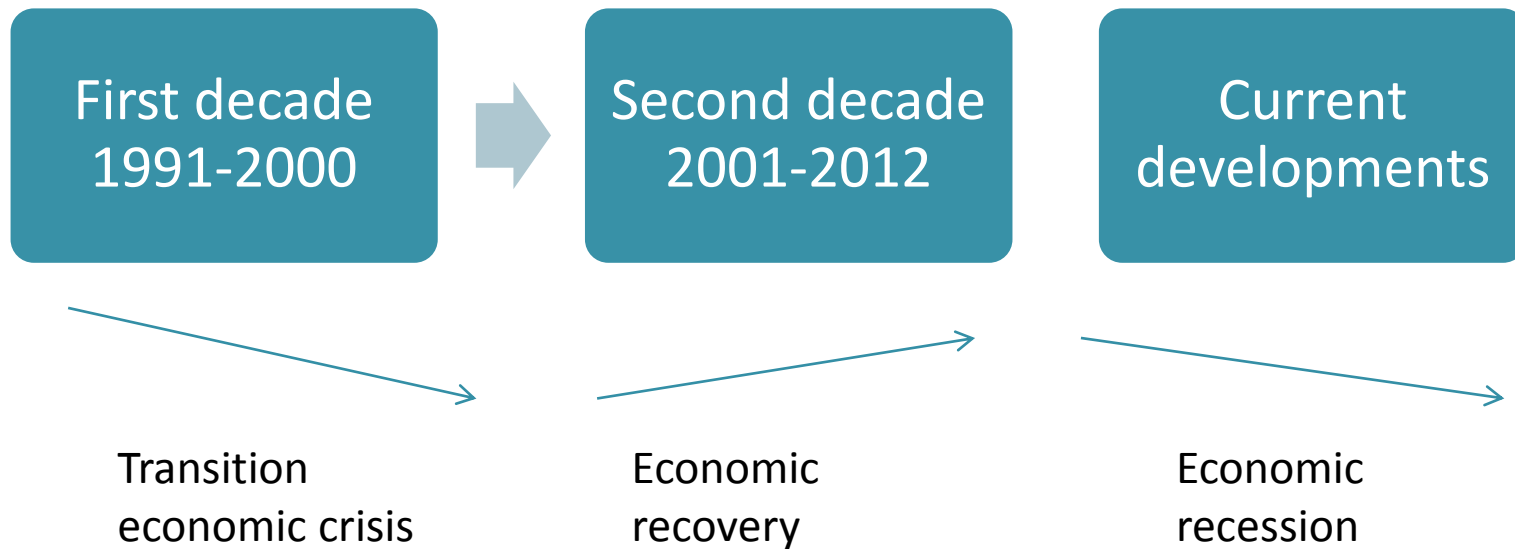 First decade
1991-2000
Second decade
2001-2012
Current
developments
Transition
economic crisis
Economic
recovery
Economic
recession